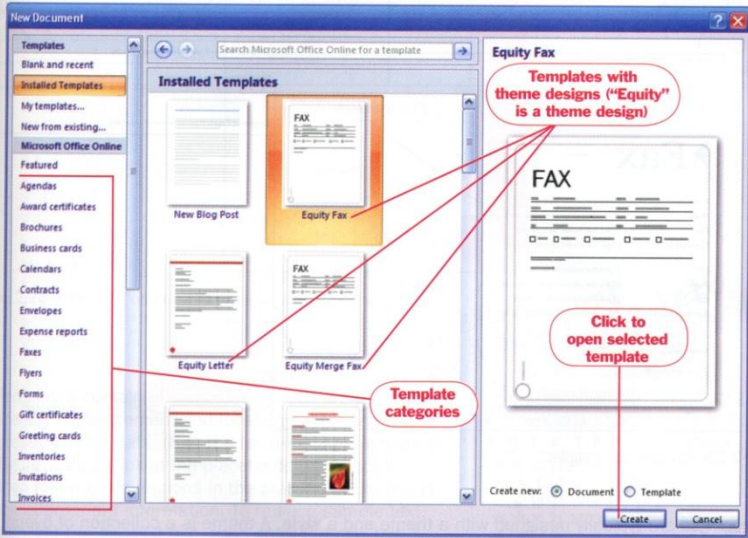 New Document
Templates
Blank and recent
Installed Templates
My templates...
New from existing...
Microsoft Office Online
Featured
Agendas
Award certificates
Brochures
Business cards
Calendars
Contracts
Envelopes
Expense reports
Faxes
Flyers
Forms
Gift certificates
Greeting cards
Inventories
Invitations
Invoices
Search Microsoft Office Online for a template
Installed Templates
New Blog Post
FAX
Equity Fax
Equity Letter
FAX
Equity Merge Fax
Equity Fax
Templates with
theme designs ("Equity"
is a theme design)
FAX
Click to
open selected
template
Template
categories
Create new:
Document
Template
Create
Cancel